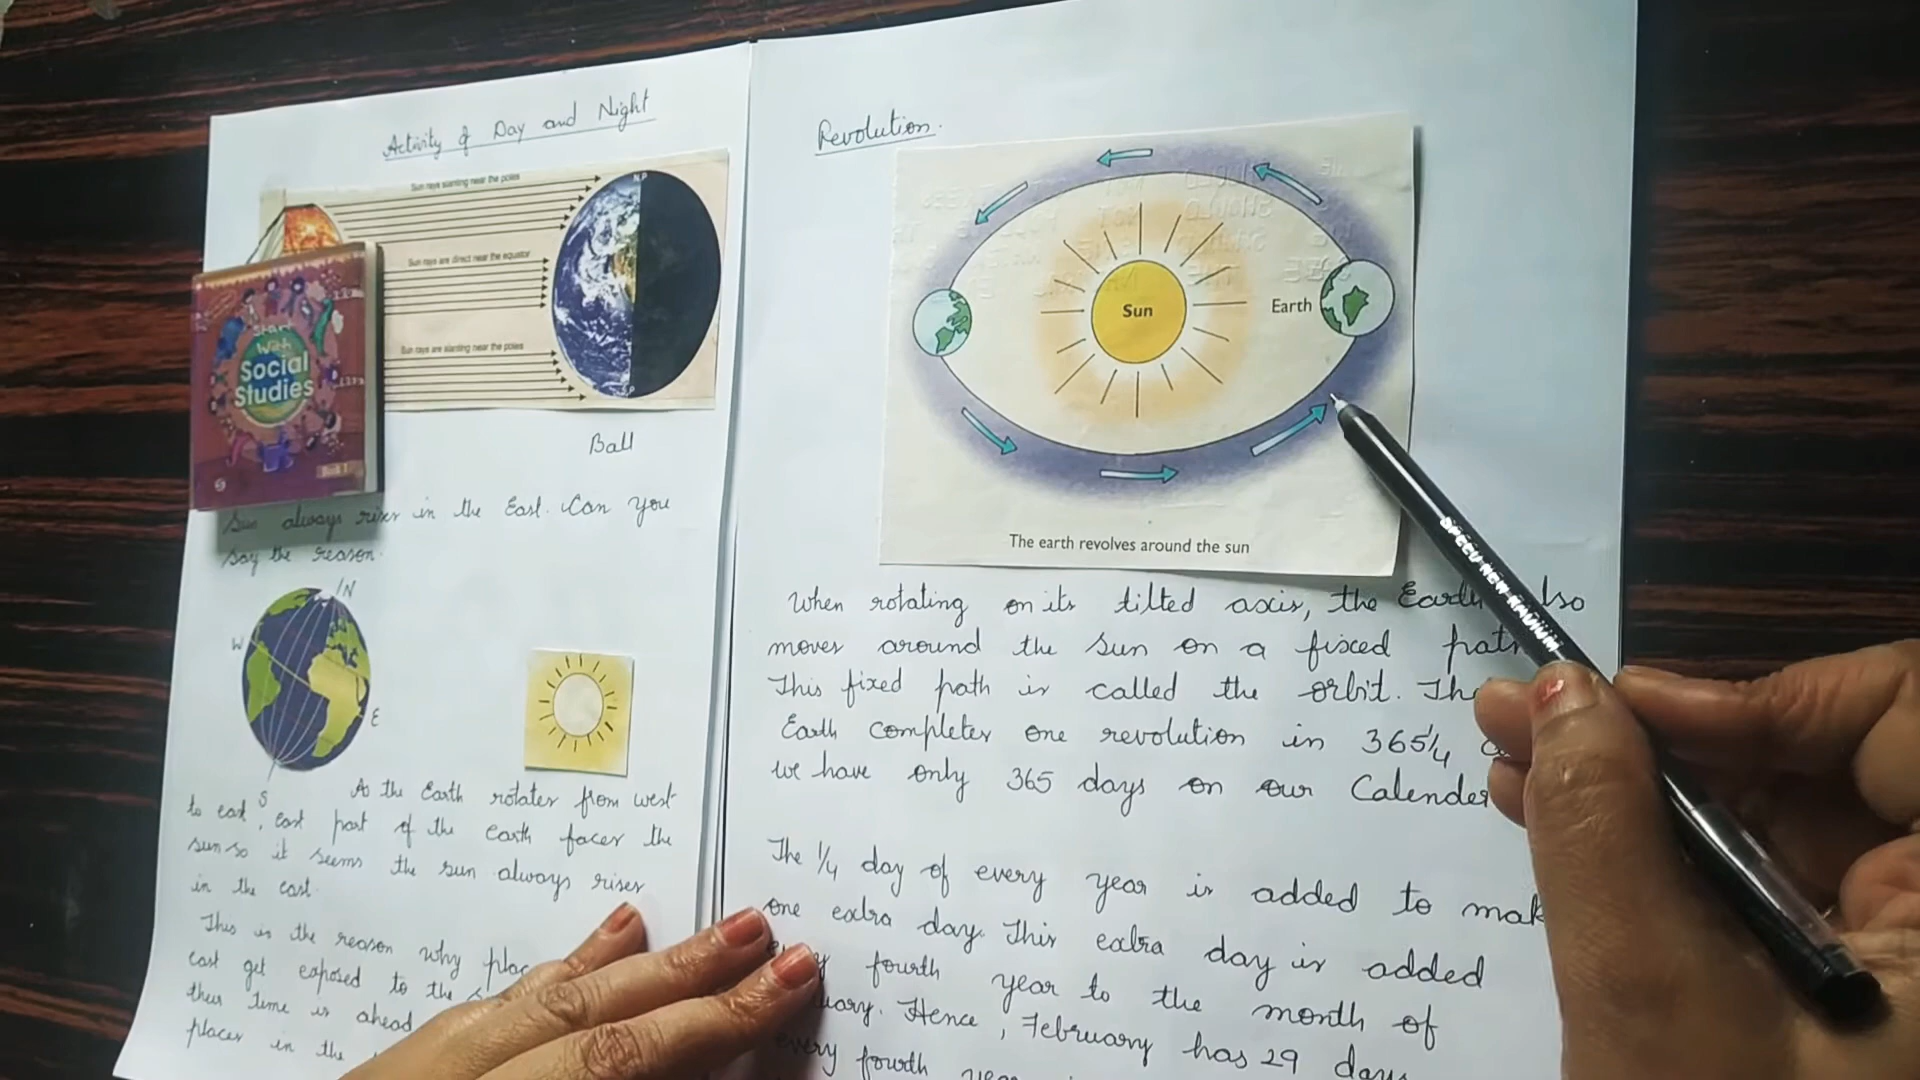 Activity of Day and Night
Sun rays slanting near the poles
N.P
Sun rays are direct near the equator
Sun rays are slanting near the poles
Start
With
Social
Studies
Ball
Sun always rises in the East. Can you
say the reason.
N
W
E
S
As the Earth rotates from west
to east, east part of the earth faces the
sun so it seems the sun always rises
in the east.
This is the reason why
east get exposed to the
their time is ahead
places in the
Revolution.
Sun
Earth
The earth revolves around the sun
When rotating on its tilted axis, the Earth
moves around the sun on a fixed path
This fixed path is called the orbit. The
Earth completes one revolution in 365 1/4
we have only 365 days on our Calender
The 1/4 day of every year is added to
one extra day. This extra day is added
fourth year to the month of
Hence, February has 29 days
every fourth